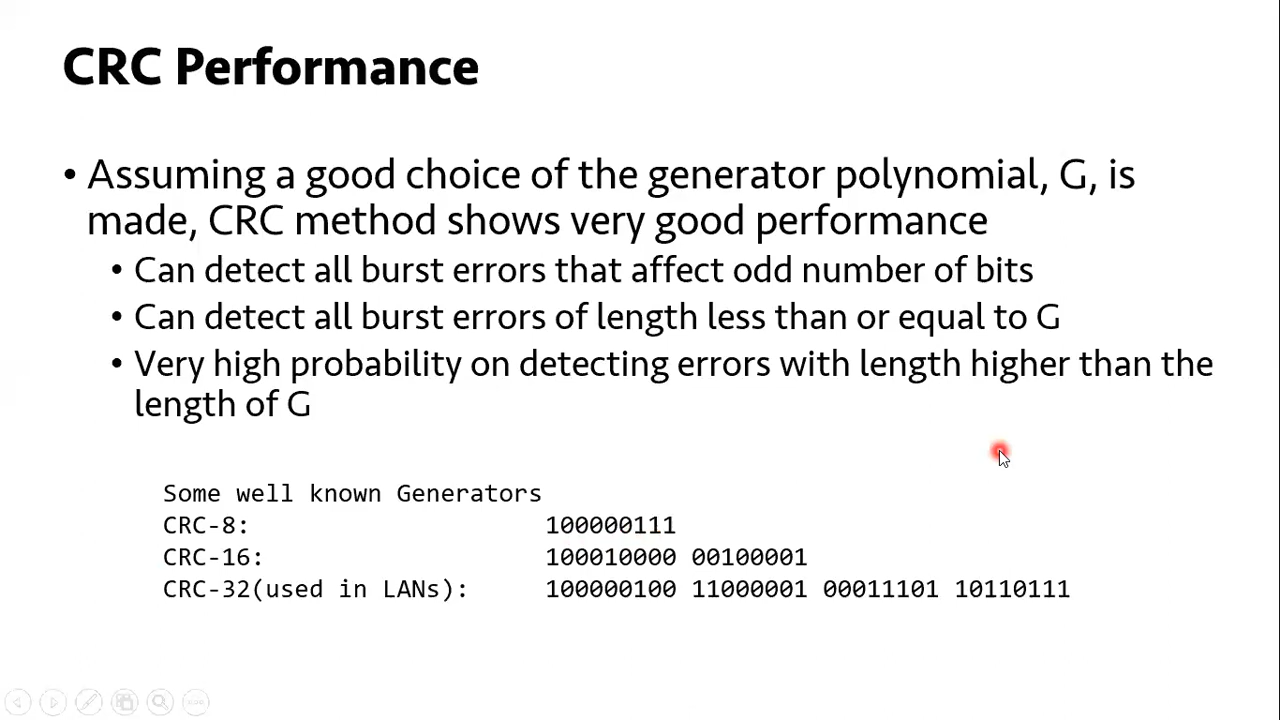 CRC Performance
• Assuming a good choice of the generator polynomial, G, is
made, CRC method shows very good performance
• Can detect all burst errors that affect odd number of bits
• Can detect all burst errors of length less than or equal to G
• Very high probability on detecting errors with length higher than the
length of G
Some well known Generators
CRC-8: 100000111
CRC-16: 100010000 00100001
CRC-32(used in LANs): 100000100 11000001 00011101 10110111